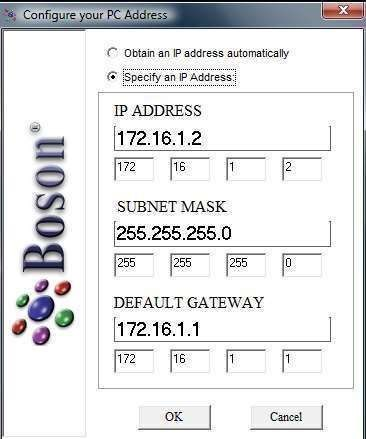 Configure your PC Address
Obtain an IP address automatically
Specify an IP Address:
IP ADDRESS
172.16.1.2
172 16 1 2
SUBNET MASK
255.255.255.0
255 255 255 0
DEFAULT GATEWAY
172.16.1.1
172 16 1 1
OK Cancel
Boson®